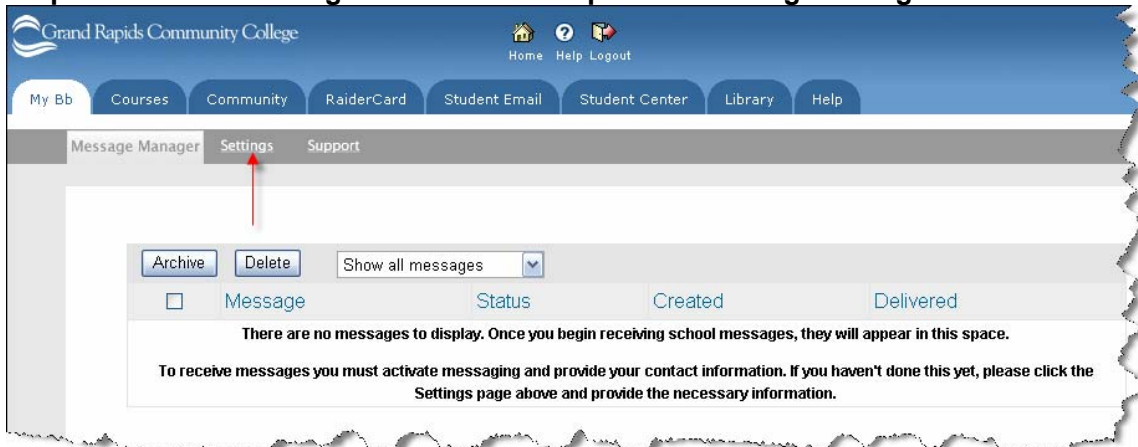 Grand Rapids Community College
Home Help Logout
My Bb Courses Community RaiderCard Student Email Student Center Library Help
Message Manager Settings Support
Archive Delete Show all messages
Message Status Created Delivered
There are no messages to display. Once you begin receiving school messages, they will appear in this space.
To receive messages you must activate messaging and provide your contact information. If you haven't done this yet, please click the
Settings page above and provide the necessary information.